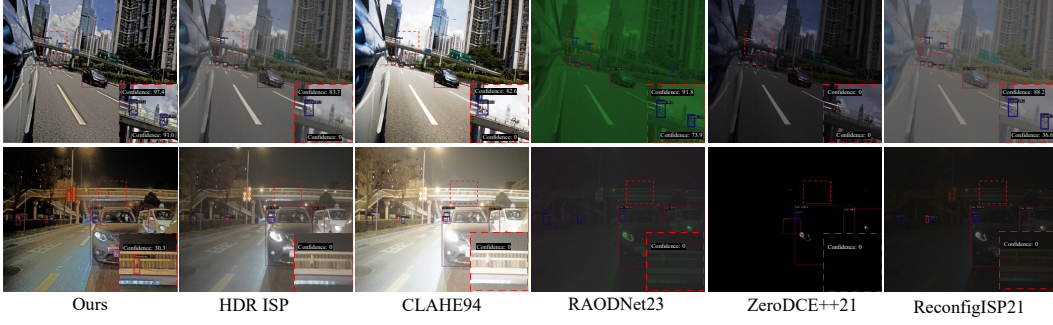 Confidence: 97.4
Confidence: 91.0
Confidence: 83.7
Confidence: 0
Confidence: 82.6
Confidence: 0
Confidence: 91.8
Confidence: 73.9
Confidence: 0
Confidence: 0
Confidence: 88.2
Confidence: 36.6
Confidence: 30.3
Confidence: 0
Confidence: 0
Confidence: 0
Confidence: 0
Confidence: 0
Ours
HDR ISP
CLAHE94
RAODNet23
ZeroDCE++21
ReconfigISP21